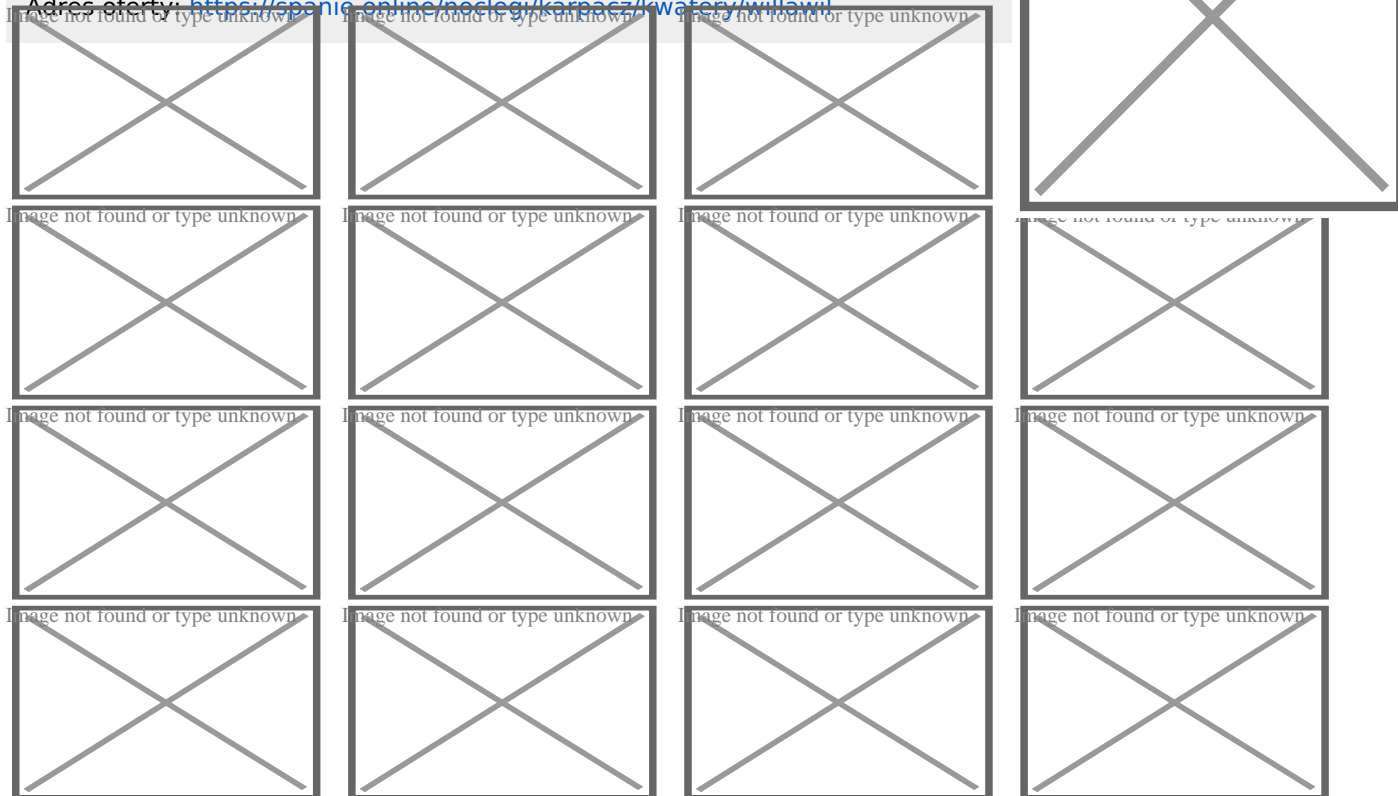 Adres oferty: https://spanie.online/noclegi/karpacz/kwatery/willawil
Image not found or type unknown Image not found or type unknown Image not found or type unknown
Image not found or type unknown Image not found or type unknown Image not found or type unknown Image not found or type unknown
Image not found or type unknown Image not found or type unknown Image not found or type unknown Image not found or type unknown
Image not found or type unknown Image not found or type unknown Image not found or type unknown Image not found or type unknown